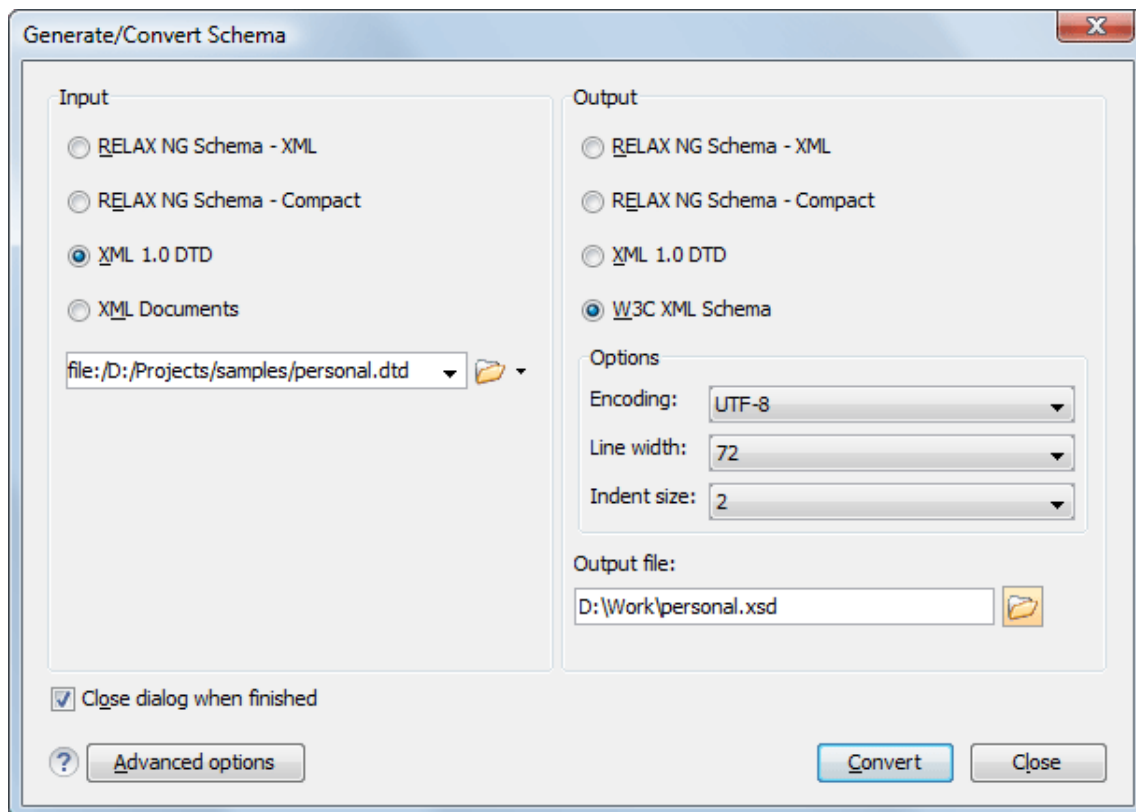 Generate/Convert Schema
Input
RELAX NG Schema - XML
RELAX NG Schema - Compact
XML 1.0 DTD
XML Documents
file:/D:/Projects/samples/personal.dtd
Output
RELAX NG Schema - XML
RELAX NG Schema - Compact
XML 1.0 DTD
W3C XML Schema
Options
Encoding: UTF-8
Line width: 72
Indent size: 2
Output file:
D:\Work\personal.xsd
Close dialog when finished
? Advanced options Convert Close